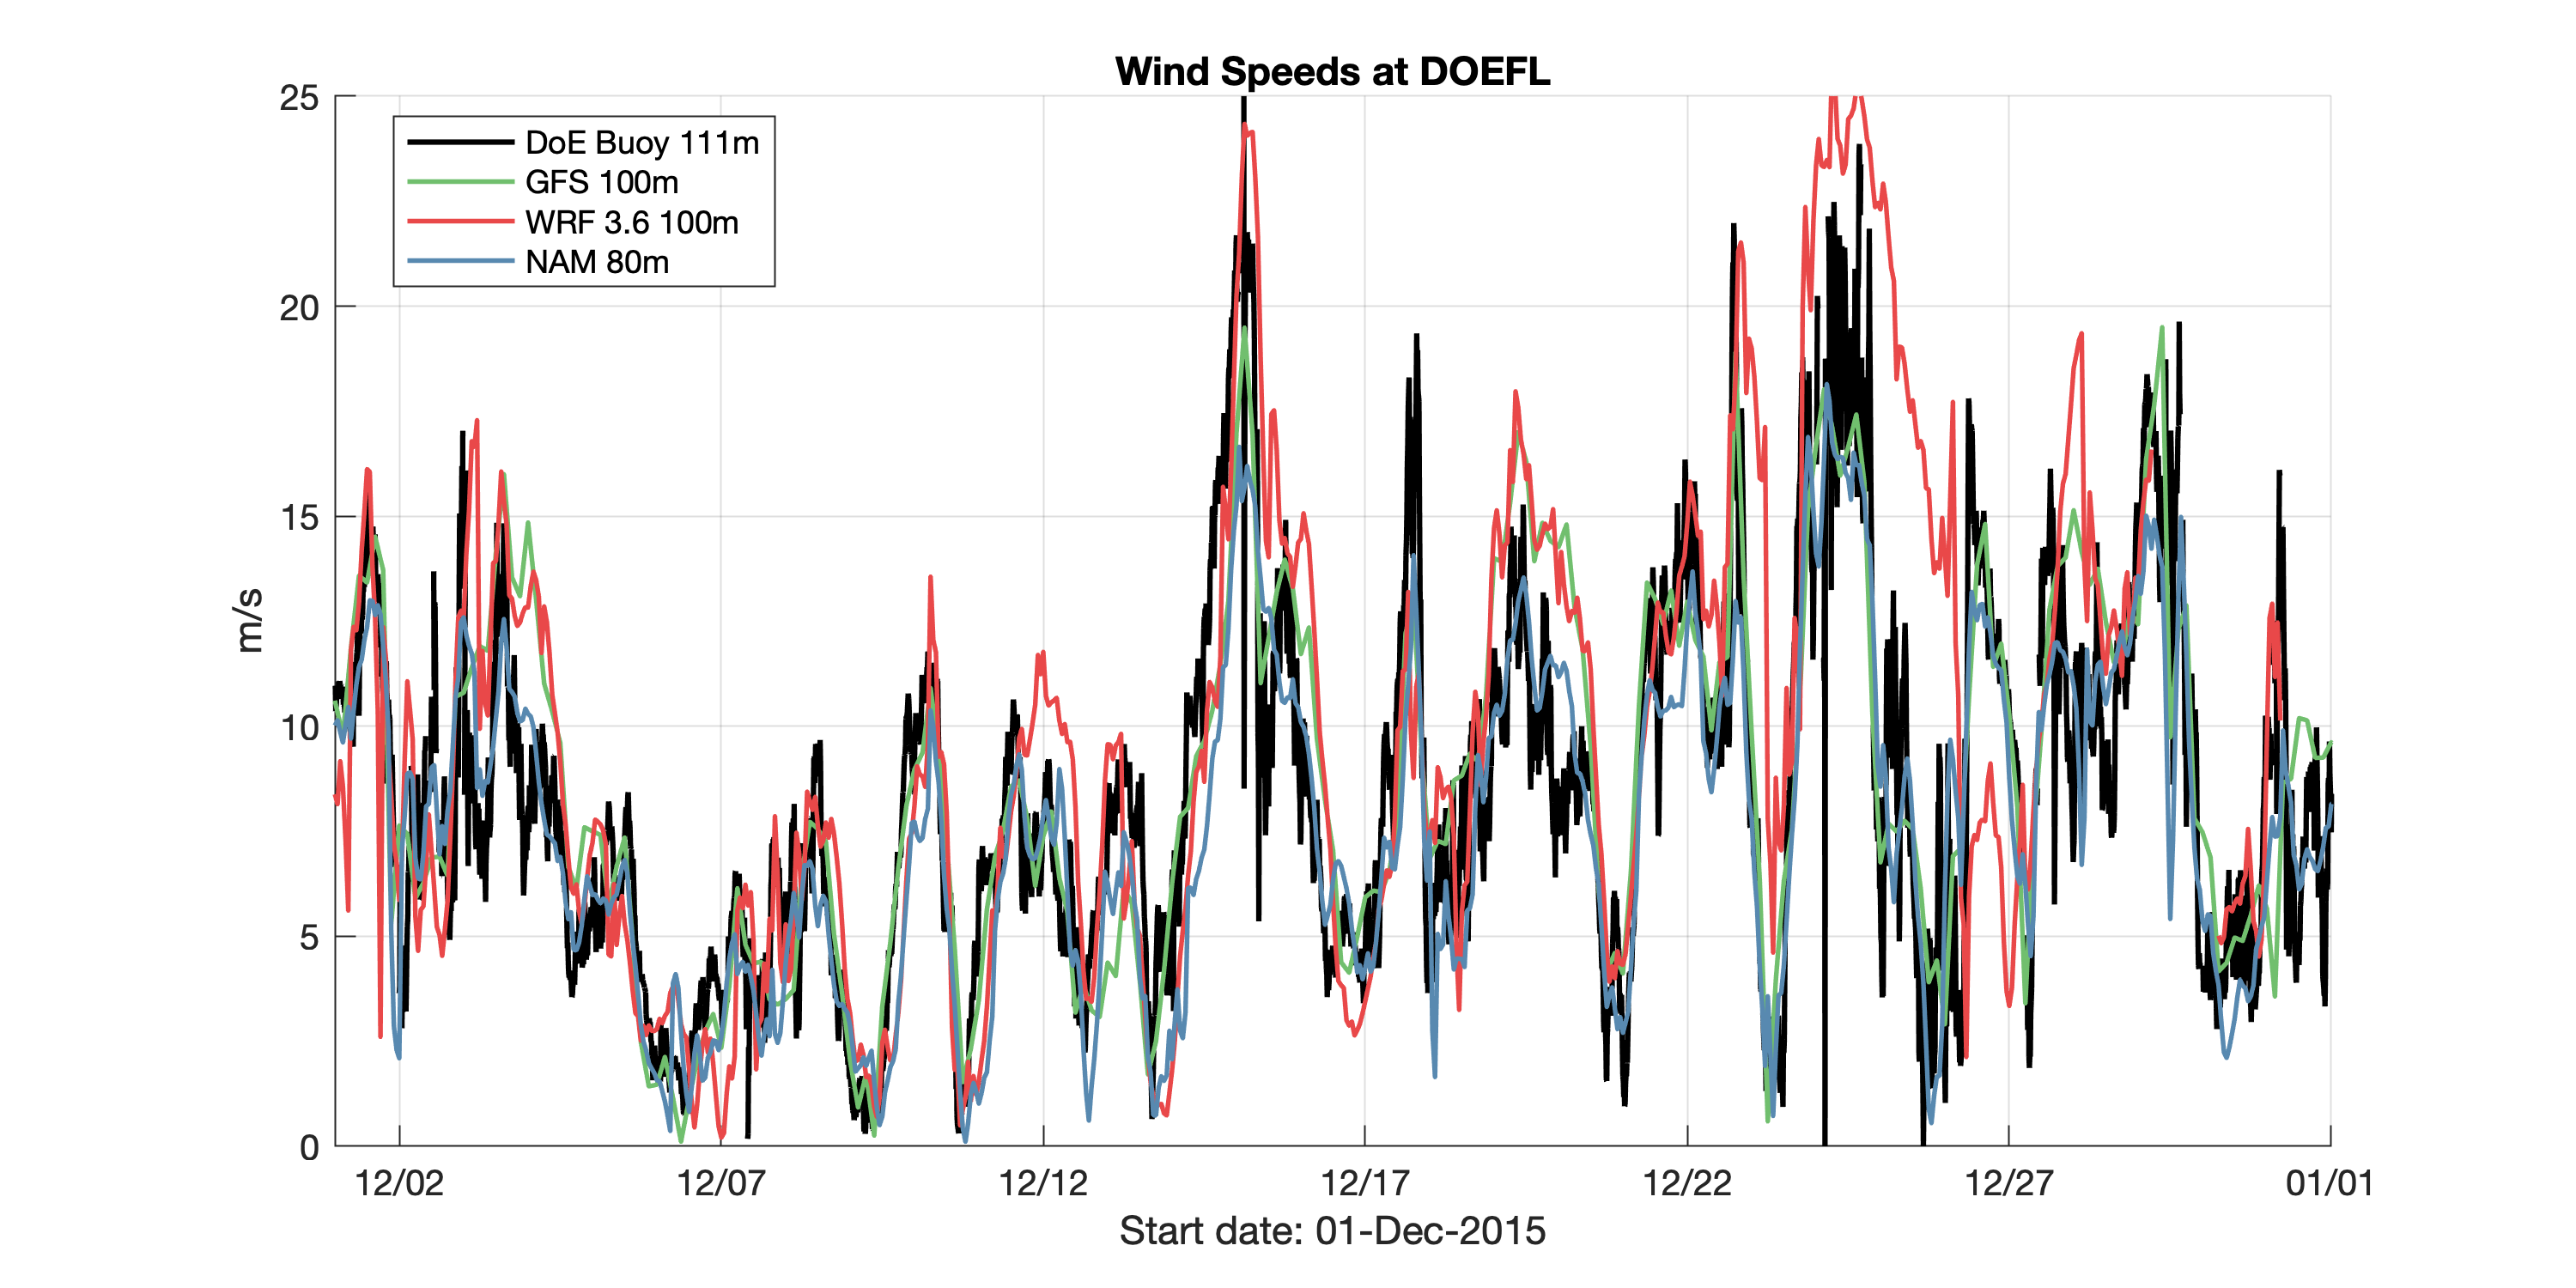 Wind Speeds at DOEFL
25
20
15
10
5
0
m/s
DoE Buoy 111m
GFS 100m
WRF 3.6 100m
NAM 80m
12/02 12/07 12/12 12/17 12/22 12/27 01/01
Start date: 01-Dec-2015